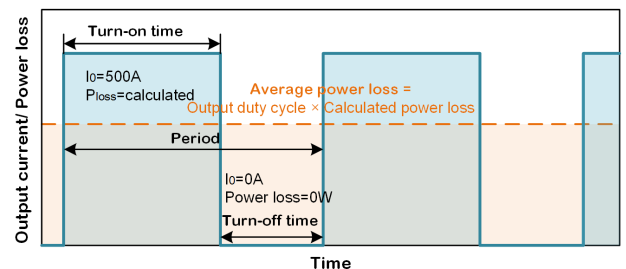 Output current/ Power loss
Turn-on time
I0=500A
Ploss=calculated
Average power loss =
Output duty cycle × Calculated power loss
Period
I0=0A
Power loss=0W
Turn-off time
Time